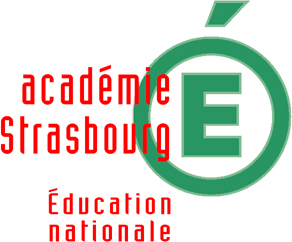 académie
Strasbourg
É
Éducation
nationale